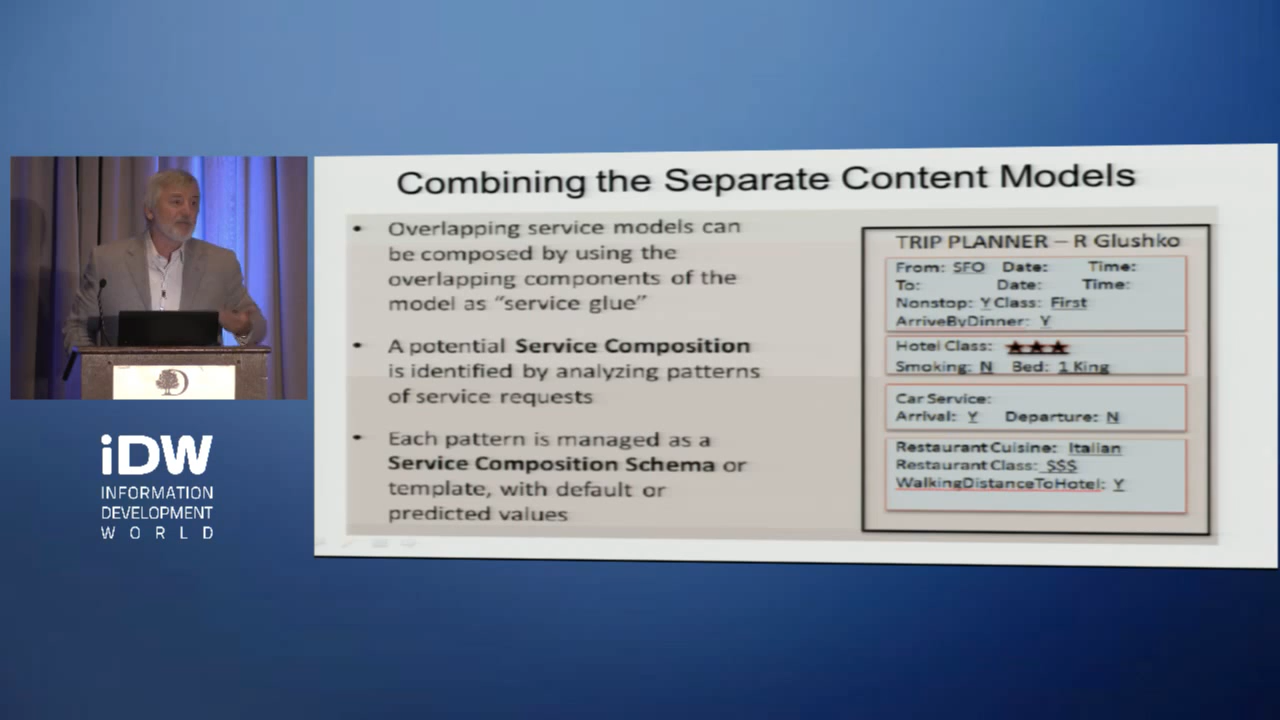 Combining the Separate Content Models
• Overlapping service models can
be composed by using the
overlapping components of the
model as “service glue”
• A potential Service Composition
is identified by analyzing patterns
of service requests
• Each pattern is managed as a
Service Composition Schema or
template, with default or
predicted values
TRIP PLANNER – R Glushko
From: SFO Date: Time:
To: Date: Time:
Nonstop: Y Class: First
ArriveByDinner: Y
Hotel Class: ★★★
Smoking: N Bed: 1 King
Car Service:
Arrival: Y Departure: N
Restaurant Cuisine: Italian
Restaurant Class: $$$
WalkingDistanceToHotel: Y
D
iDW
INFORMATION
DEVELOPMENT
WORLD